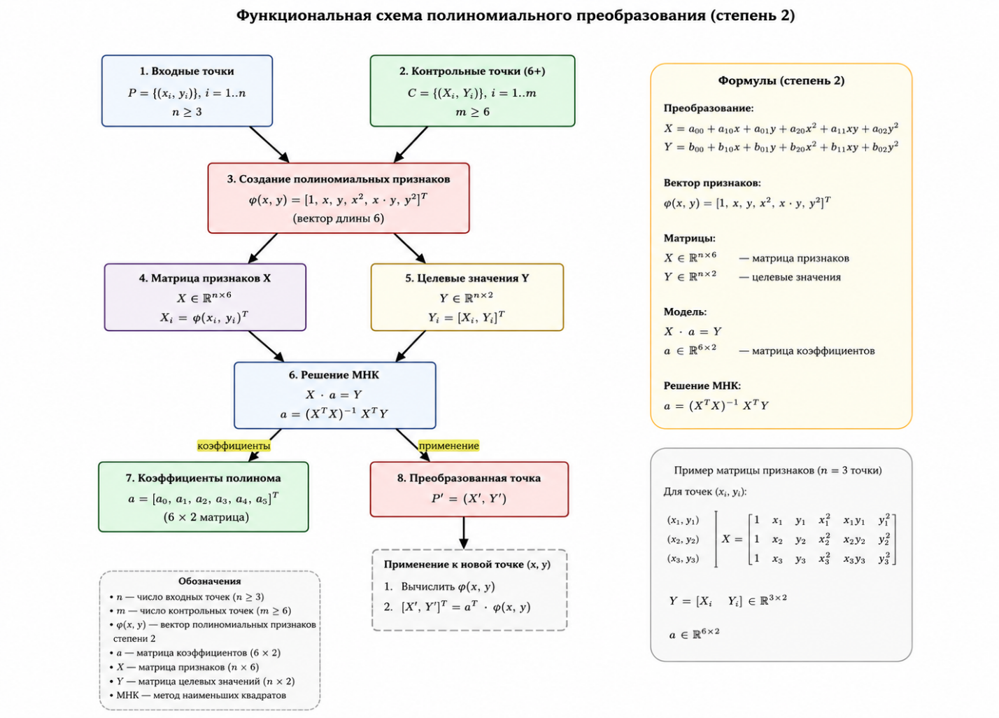 Функциональная схема полиномиального преобразования (степень 2)
1. Входные точки
P = {(xᵢ, yᵢ)}, i = 1..n
n ≥ 3
2. Контрольные точки (6+)
C = {(Xᵢ, Yᵢ)}, i = 1..m
m ≥ 6
3. Создание полиномиальных признаков
φ(x, y) = [1, x, y, x², x · y, y²]ᵀ
(вектор длины 6)
4. Матрица признаков X
X ∈ ℝⁿˣ⁶
Xᵢ = φ(xᵢ, yᵢ)ᵀ
5. Целевые значения Y
Y ∈ ℝⁿˣ²
Yᵢ = [Xᵢ, Yᵢ]ᵀ
6. Решение МНК
X · a = Y
a = (XᵀX)⁻¹ XᵀY
коэффициенты
применение
7. Коэффициенты полинома
a = [a₀, a₁, a₂, a₃, a₄, a₅]ᵀ
(6 × 2 матрица)
8. Преобразованная точка
P′ = (X′, Y′)
Применение к новой точке (x, y)
1. Вычислить φ(x, y)
2. [X′, Y′]ᵀ = aᵀ · φ(x, y)
Обозначения
• n — число входных точек (n ≥ 3)
• m — число контрольных точек (m ≥ 6)
• φ(x, y) — вектор полиномиальных признаков
степени 2
• a — матрица коэффициентов (6 × 2)
• X — матрица признаков (n × 6)
• Y — матрица целевых значений (n × 2)
• МНК — метод наименьших квадратов
Формулы (степень 2)
Преобразование:
X = a₀₀ + a₁₀x + a₀₁y + a₂₀x² + a₁₁xy + a₀₂y²
Y = b₀₀ + b₁₀x + b₀₁y + b₂₀x² + b₁₁xy + b₀₂y²
Вектор признаков:
φ(x, y) = [1, x, y, x², x · y, y²]ᵀ
Матрицы:
X ∈ ℝⁿˣ⁶ — матрица признаков
Y ∈ ℝⁿˣ² — целевые значения
Модель:
X · a = Y
a ∈ ℝ⁶ˣ² — матрица коэффициентов
Решение МНК:
a = (XᵀX)⁻¹ XᵀY
Пример матрицы признаков (n = 3 точки)
Для точек (xᵢ, yᵢ):
(x₁, y₁) 1 x₁ y₁ x₁² x₁y₁ y₁²
(x₂, y₂) X = 1 x₂ y₂ x₂² x₂y₂ y₂²
(x₃, y₃) 1 x₃ y₃ x₃² x₃y₃ y₃²
Y = [Xᵢ Yᵢ] ∈ ℝ³ˣ²
a ∈ ℝ⁶ˣ²